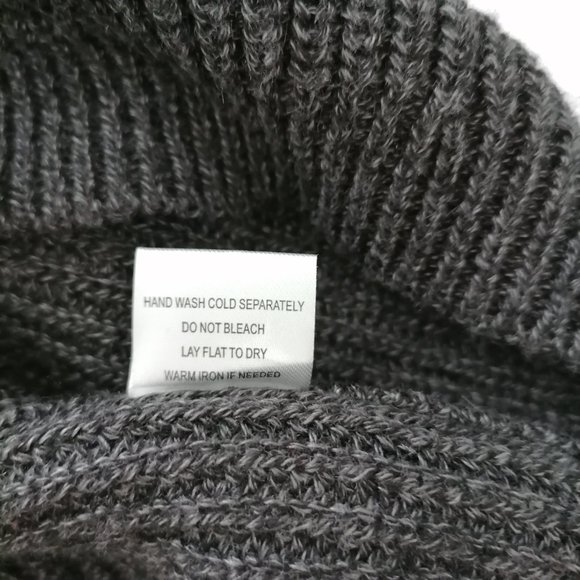 HAND WASH COLD SEPARATELY
DO NOT BLEACH
LAY FLAT TO DRY
WARM IRON IF NEEDED